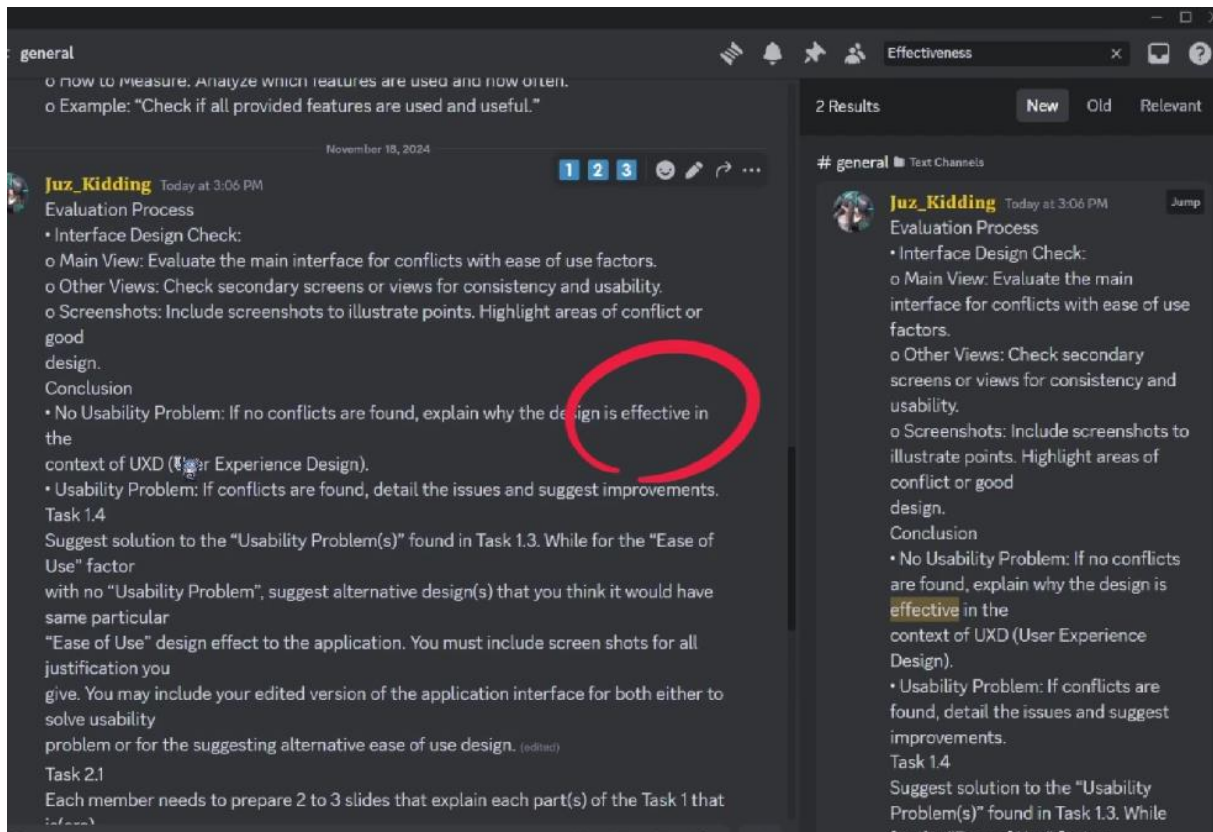 general
Effectiveness
o How to Measure: Analyze which features are used and how often.
o Example: “Check if all provided features are used and useful.”
November 18, 2024
1 2 3
Juz_Kidding Today at 3:06 PM
Evaluation Process
• Interface Design Check:
o Main View: Evaluate the main interface for conflicts with ease of use factors.
o Other Views: Check secondary screens or views for consistency and usability.
o Screenshots: Include screenshots to illustrate points. Highlight areas of conflict or
good
design.
Conclusion
• No Usability Problem: If no conflicts are found, explain why the design is effective in
the
context of UXD (User Experience Design).
• Usability Problem: If conflicts are found, detail the issues and suggest improvements.
Task 1.4
Suggest solution to the “Usability Problem(s)” found in Task 1.3. While for the “Ease of
Use” factor
with no “Usability Problem”, suggest alternative design(s) that you think it would have
same particular
“Ease of Use” design effect to the application. You must include screen shots for all
justification you
give. You may include your edited version of the application interface for both either to
solve usability
problem or for the suggesting alternative ease of use design. (edited)
Task 2.1
Each member needs to prepare 2 to 3 slides that explain each part(s) of the Task 1 that
2 Results
New Old Relevant
# general Text Channels
Juz_Kidding Today at 3:06 PM Jump
Evaluation Process
• Interface Design Check:
o Main View: Evaluate the main
interface for conflicts with ease of use
factors.
o Other Views: Check secondary
screens or views for consistency and
usability.
o Screenshots: Include screenshots to
illustrate points. Highlight areas of
conflict or good
design.
Conclusion
• No Usability Problem: If no conflicts
are found, explain why the design is
effective in the
context of UXD (User Experience
Design).
• Usability Problem: If conflicts are
found, detail the issues and suggest
improvements.
Task 1.4
Suggest solution to the “Usability
Problem(s)” found in Task 1.3. While